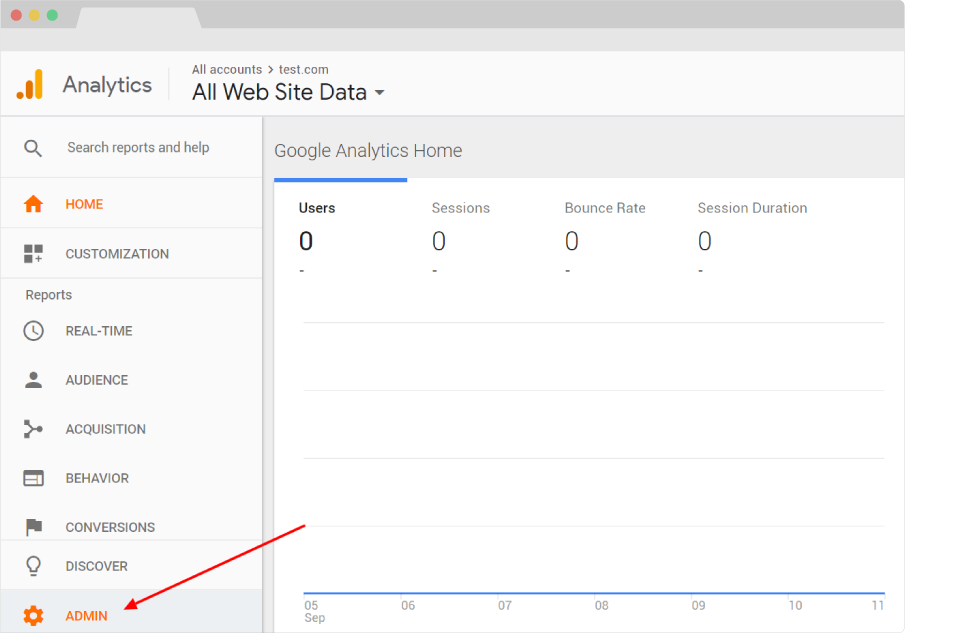 All accounts > test.com
Analytics
All Web Site Data
Search reports and help
HOME
CUSTOMIZATION
Reports
REAL-TIME
AUDIENCE
ACQUISITION
BEHAVIOR
CONVERSIONS
DISCOVER
ADMIN
Google Analytics Home
Users Sessions Bounce Rate Session Duration
0 0 0 0
- - - -
05 06 07 08 09 10 11
Sep